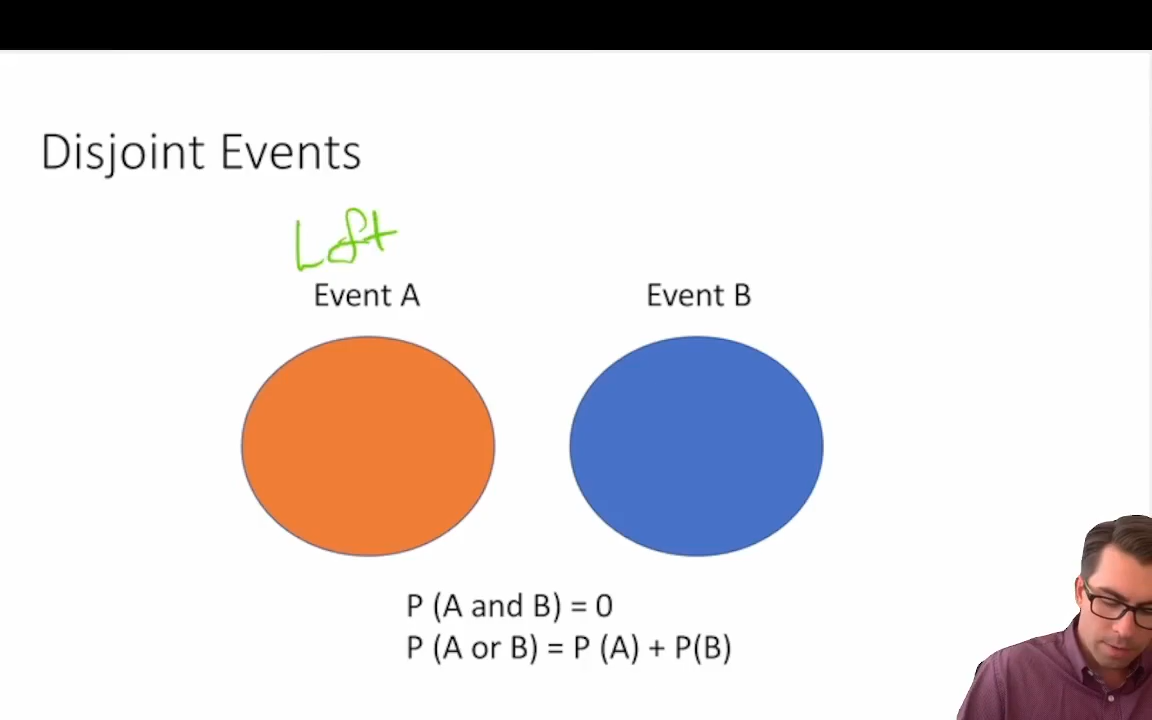 Disjoint Events
Left
Event A
Event B
P (A and B) = 0
P (A or B) = P (A) + P(B)